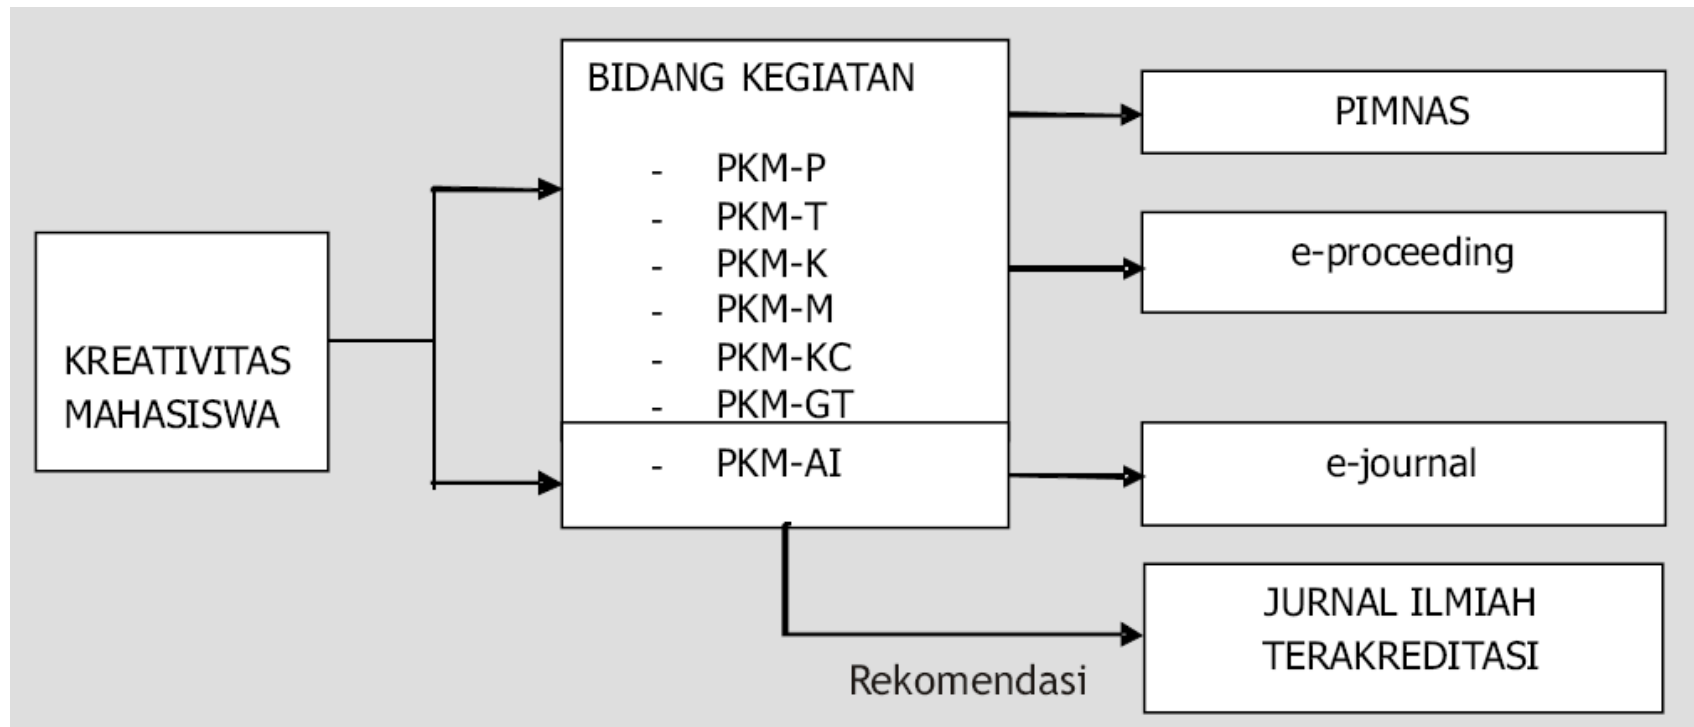 KREATIVITAS
MAHASISWA
BIDANG KEGIATAN
- PKM-P
- PKM-T
- PKM-K
- PKM-M
- PKM-KC
- PKM-GT
- PKM-AI
PIMNAS
e-proceeding
e-journal
JURNAL ILMIAH
TERAKREDITASI
Rekomendasi